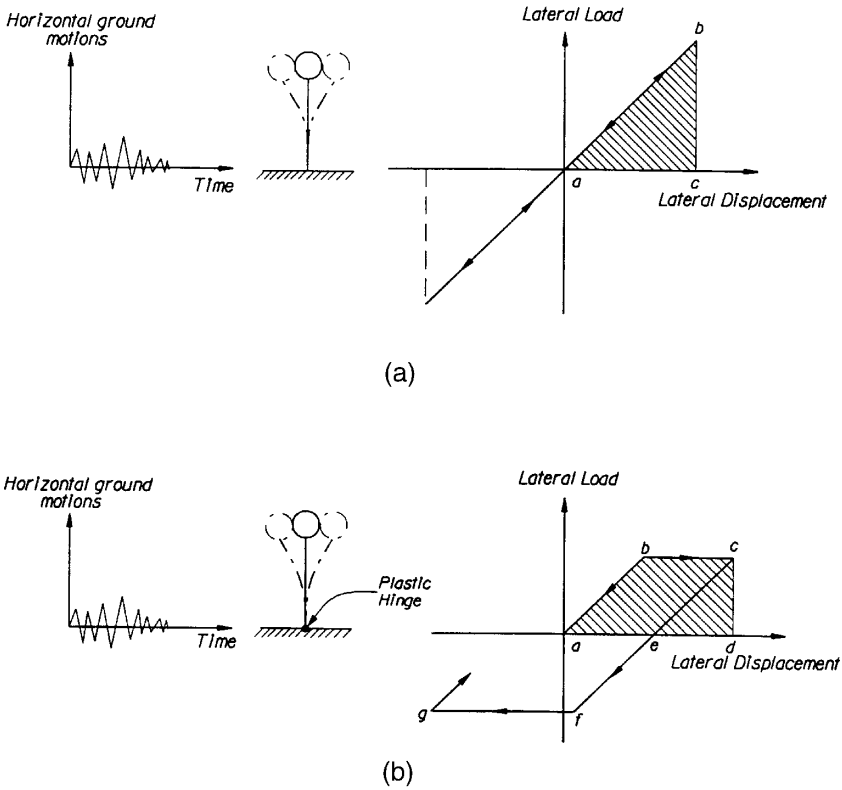 Horizontal ground
motions
Time
Lateral Load
b
a
c
Lateral Displacement
(a)
Horizontal ground
motions
Time
Plastic
Hinge
Lateral Load
b
c
a
e
d
Lateral Displacement
g
f
(b)